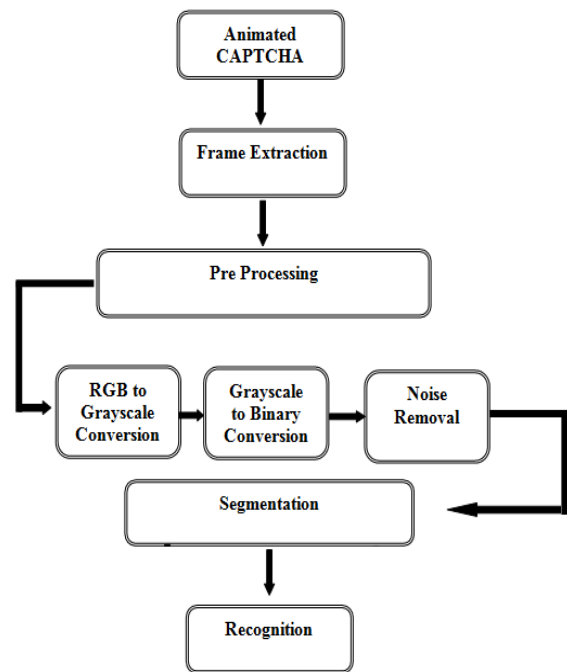 Animated
CAPTCHA
Frame Extraction
Pre Processing
RGB to
Grayscale
Conversion
Grayscale
to Binary
Conversion
Noise
Removal
Segmentation
Recognition